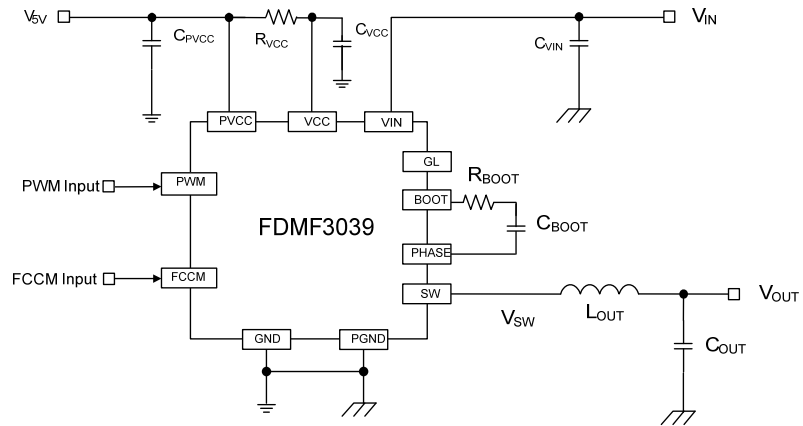 V5V
CPVCC
RVCC
CVCC
CVIN
VIN
PVCC
VCC
VIN
GL
RBOOT
PWM Input
PWM
BOOT
FDMF3039
CBOOT
PHASE
FCCM Input
FCCM
SW
VSW
LOUT
VOUT
GND
PGND
COUT